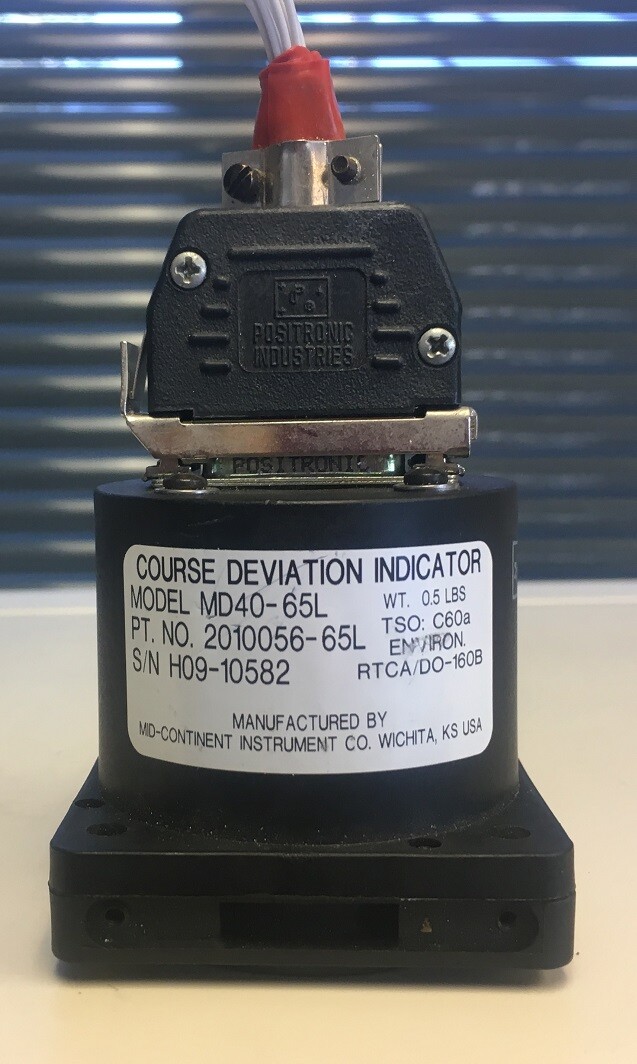 POSITRONIC
INDUSTRIES
POSITRONIC
COURSE DEVIATION INDICATOR
MODEL MD40-65L
WT. 0.5 LBS
PT. NO. 2010056-65L
TSO: C60a
ENVIRON.
S/N H09-10582
RTCA/DO-160B
MANUFACTURED BY
MID-CONTINENT INSTRUMENT CO. WICHITA, KS USA